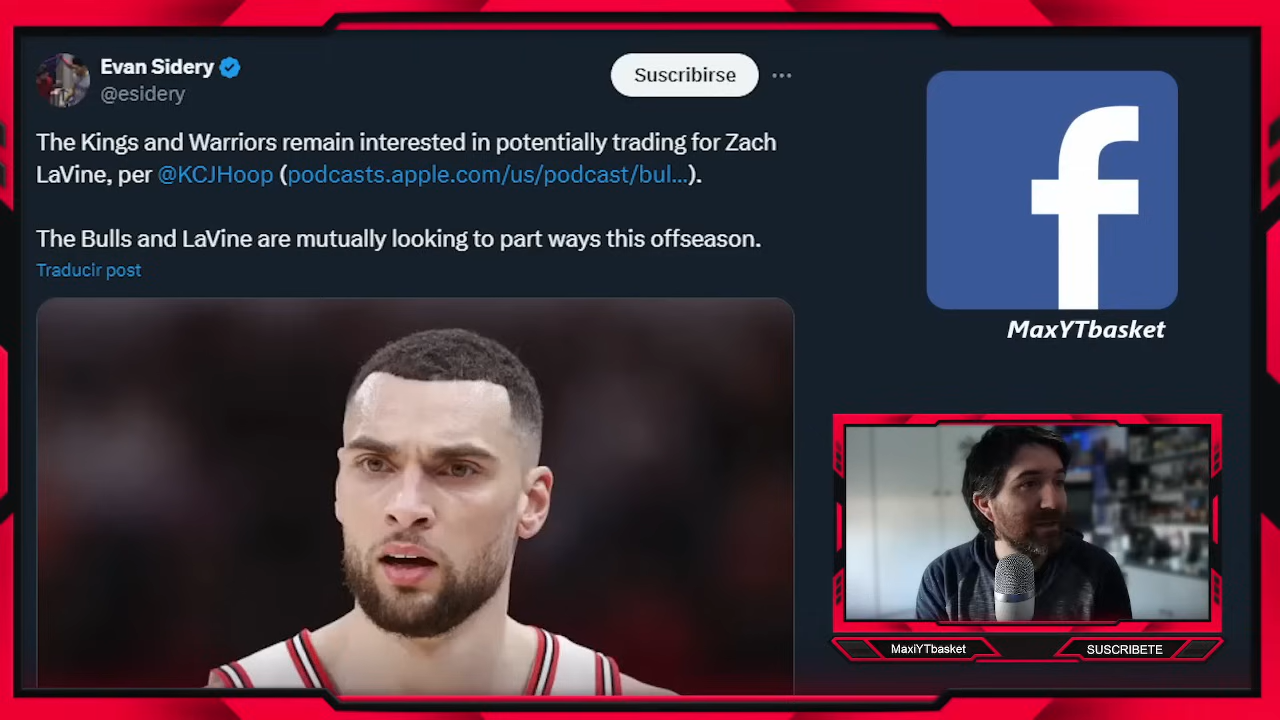 Evan Sidery
@esidery
Suscribirse
The Kings and Warriors remain interested in potentially trading for Zach
LaVine, per @KCJHoop (podcasts.apple.com/us/podcast/bul...).
The Bulls and LaVine are mutually looking to part ways this offseason.
Traducir post
f
MaxYTbasket
MaxiYTbasket
SUSCRIBETE